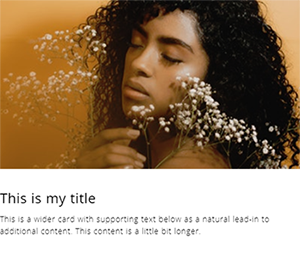 This is my title
This is a wider card with supporting text below as a natural lead-in to
additional content. This content is a little bit longer.